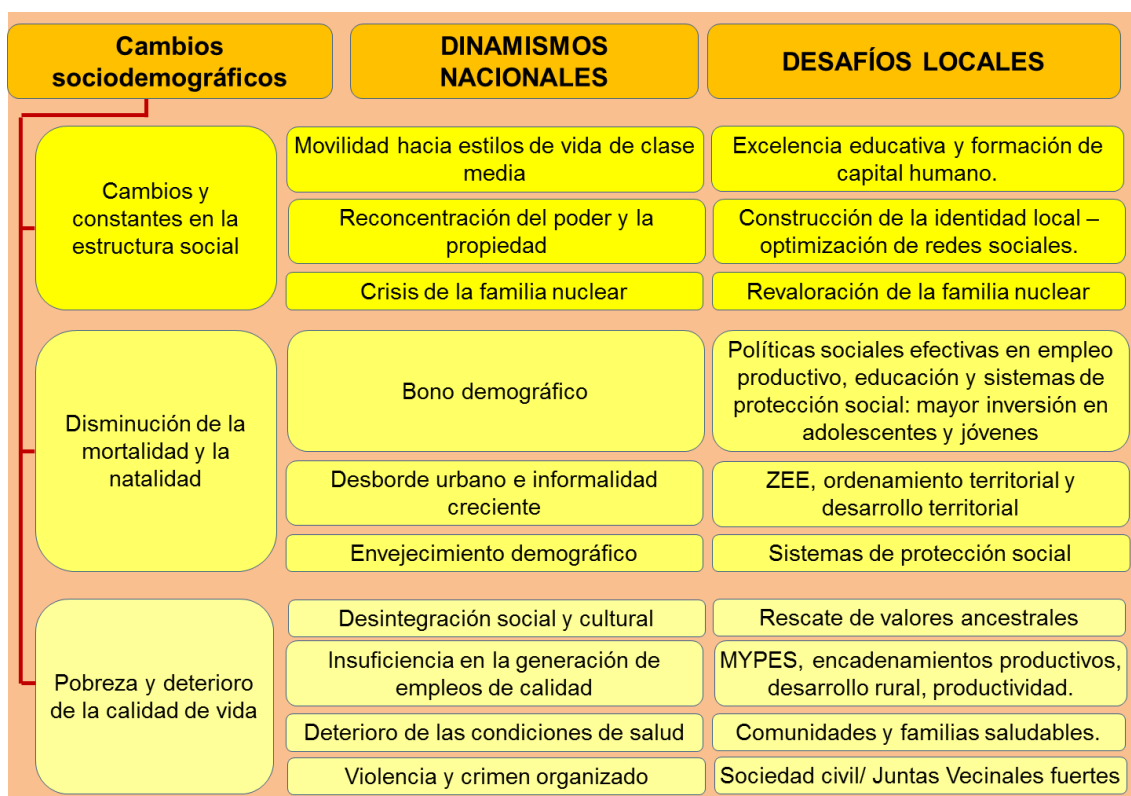 Cambios
sociodemográficos
DINAMISMOS
NACIONALES
DESAFÍOS LOCALES
Cambios y
constantes en la
estructura social
Movilidad hacia estilos de vida de clase
media
Excelencia educativa y formación de
capital humano.
Reconcentración del poder y la
propiedad
Construcción de la identidad local –
optimización de redes sociales.
Crisis de la familia nuclear
Revaloración de la familia nuclear
Disminución de la
mortalidad y la
natalidad
Bono demográfico
Políticas sociales efectivas en empleo
productivo, educación y sistemas de
protección social: mayor inversión en
adolescentes y jóvenes
Desborde urbano e informalidad
creciente
ZEE, ordenamiento territorial y
desarrollo territorial
Envejecimiento demográfico
Sistemas de protección social
Pobreza y deterioro
de la calidad de vida
Desintegración social y cultural
Rescate de valores ancestrales
Insuficiencia en la generación de
empleos de calidad
MYPES, encadenamientos productivos,
desarrollo rural, productividad.
Deterioro de las condiciones de salud
Comunidades y familias saludables.
Violencia y crimen organizado
Sociedad civil/ Juntas Vecinales fuertes